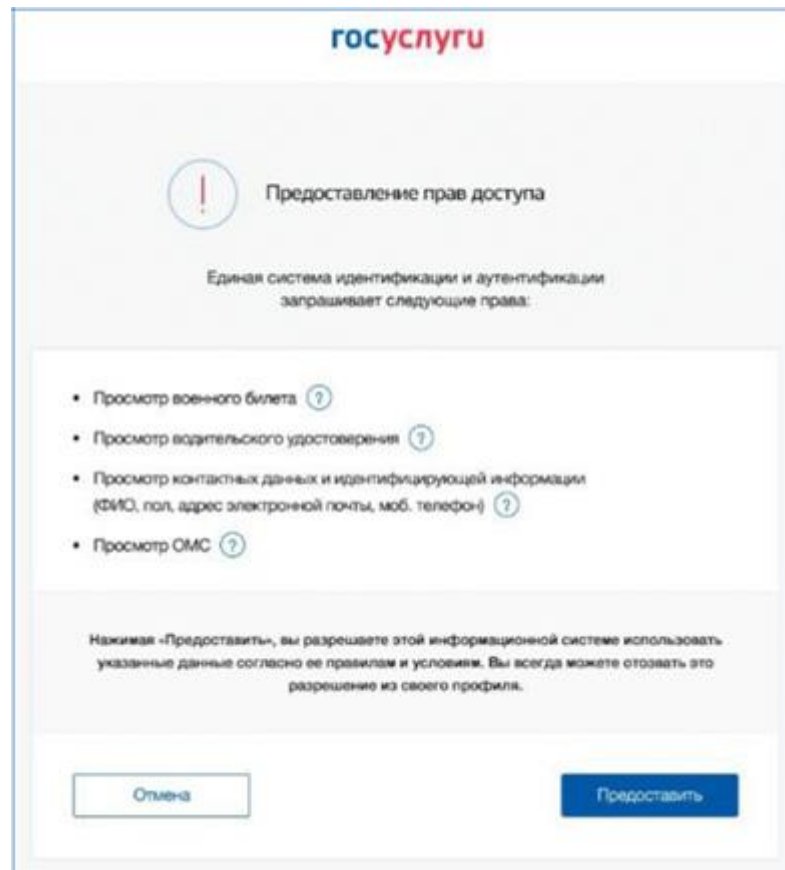 госуслуги
Предоставление прав доступа
Единая система идентификации и аутентификации
запрашивает следующие права:
• Просмотр военного билета ?
• Просмотр водительского удостоверения ?
• Просмотр контактных данных и идентифицирующей информации
(ФИО, пол, адрес электронной почты, моб. телефон) ?
• Просмотр ОМС ?
Нажимая «Предоставить», вы разрешаете этой информационной системе использовать
указанные данные согласно ее правилам и условиям. Вы всегда можете отозвать это
разрешение из своего профиля.
Отмена
Предоставить